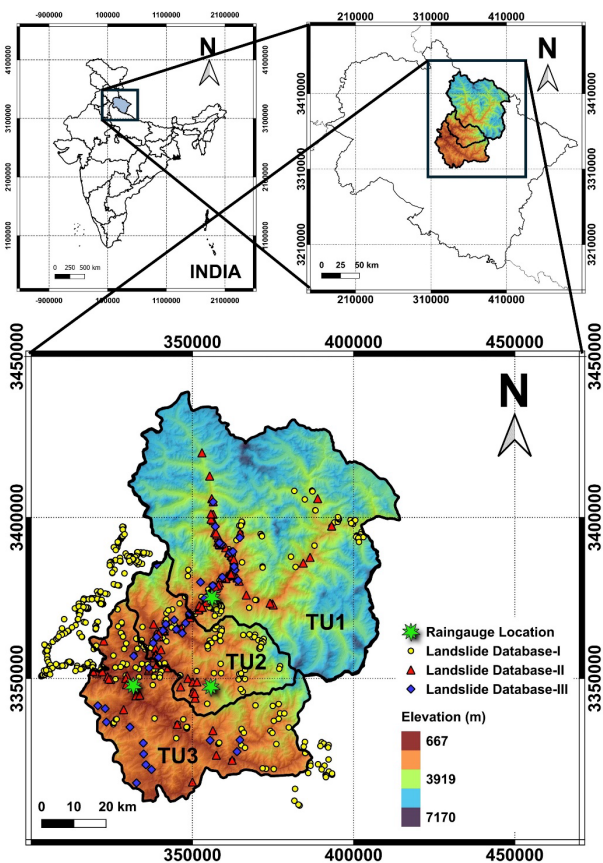 -900000 100000 1100000 2100000
2100000 310000 410000
N
N
4100000
3100000
2100000
1100000
3410000
3310000
3210000
0 250 500 km
INDIA
0 25 50 km
-900000 100000 1100000 2100000
2100000 310000 410000
350000 400000 450000
3450000
3450000
N
3400000
3400000
TU1
TU2
TU3
Raingauge Location
Landslide Database-I
Landslide Database-II
Landslide Database-III
3350000
3350000
Elevation (m)
667
3919
7170
0 10 20 km
350000 400000 450000